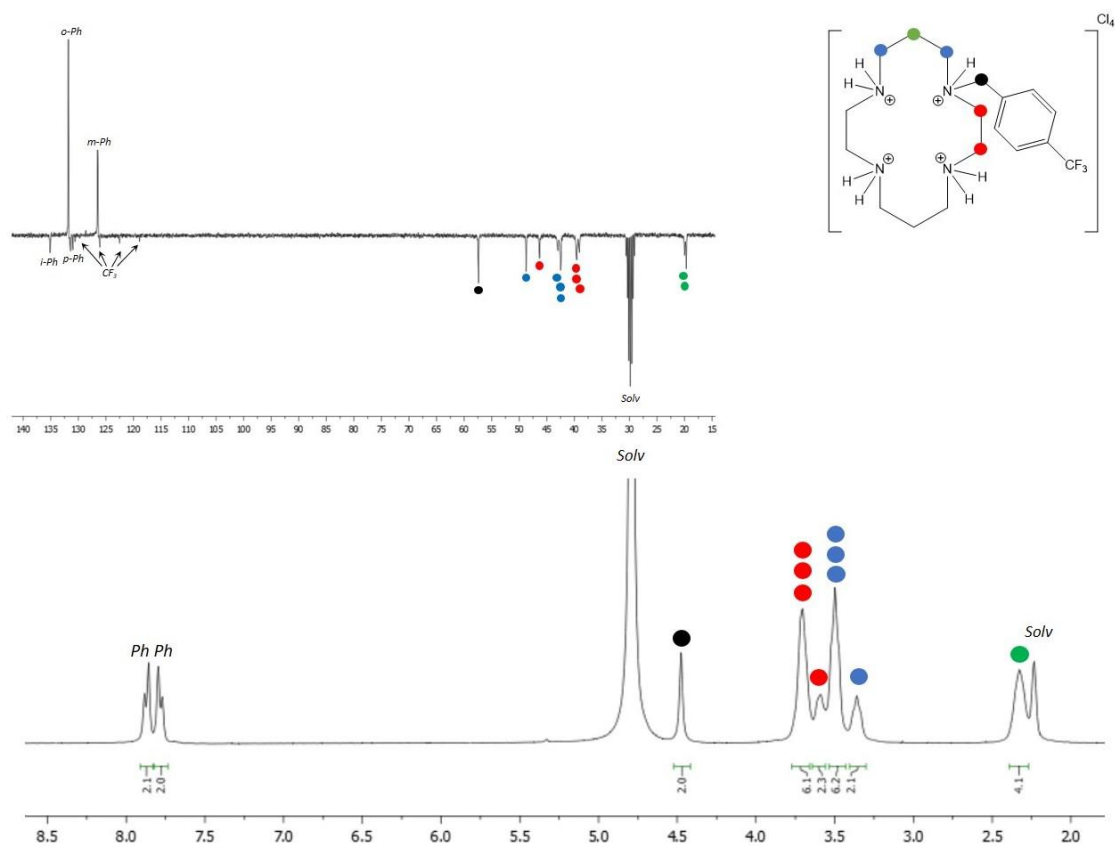 o-Ph
m-Ph
i-Ph
p-Ph
CF3
Solv
140 135 130 125 120 115 110 105 100 95 90 85 80 75 70 65 60 55 50 45 40 35 30 25 20 15
Cl4
H H
H N N
⊕ ⊕
⊕ ⊕
H N N H
H H
CF3
Solv
Ph Ph
Solv
2.1 2.0 2.0 6.1 2.3 6.2 2.1 4.1
8.5 8.0 7.5 7.0 6.5 6.0 5.5 5.0 4.5 4.0 3.5 3.0 2.5 2.0